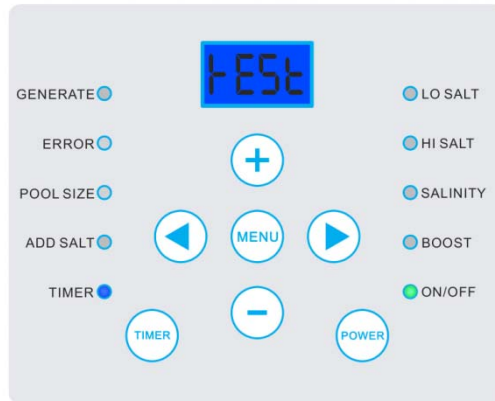 tESt
GENERATE
LO SALT
ERROR
HI SALT
POOL SIZE
SALINITY
ADD SALT
MENU
BOOST
TIMER
ON/OFF
TIMER
POWER